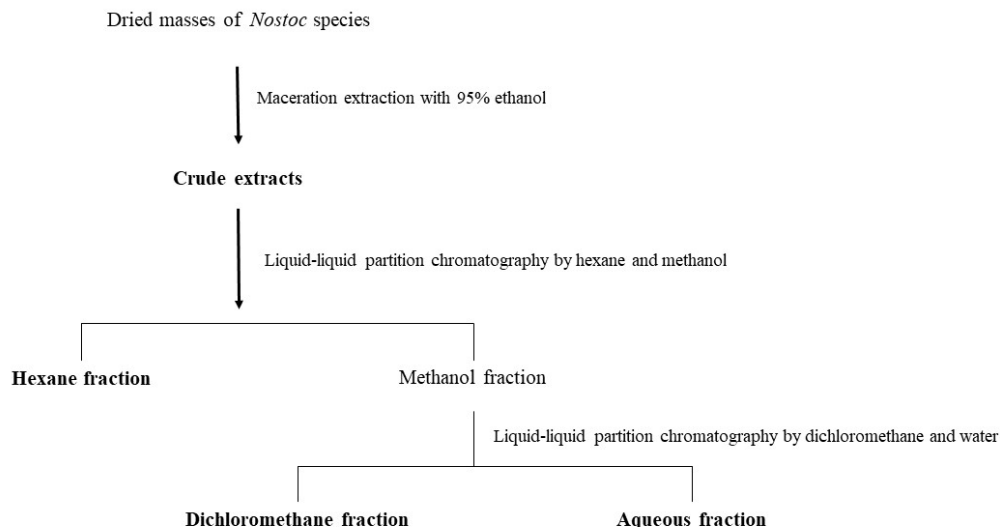 Dried masses of Nostoc species
Maceration extraction with 95% ethanol
Crude extracts
Liquid-liquid partition chromatography by hexane and methanol
Hexane fraction
Methanol fraction
Liquid-liquid partition chromatography by dichloromethane and water
Dichloromethane fraction
Aqueous fraction